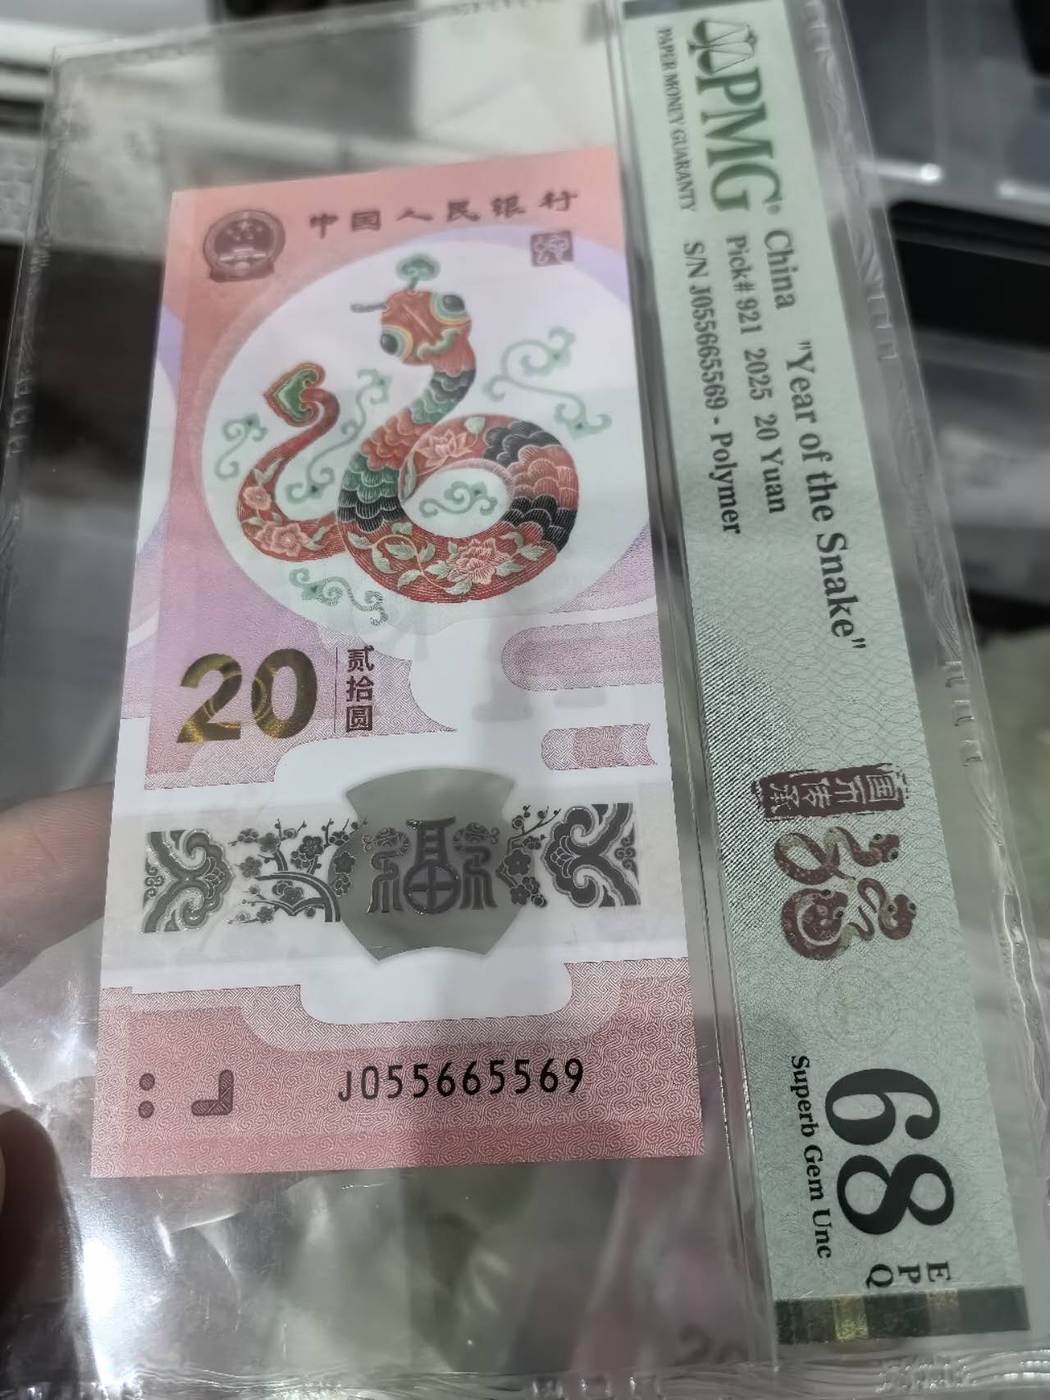 中国人民银行
20
贰拾圆
福
J055665569
PMG
PAPER MONEY GUARANTY
China "Year of the Snake"
Pick# 921 2025 20 Yuan
S/N J055665569 - Polymer
68
EPQ
Superb Gem Unc